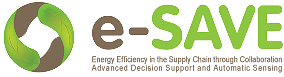 e-SAVE
Energy Efficiency in the Supply Chain through Collaboration
Advanced Decision Support and Automatic Sensing